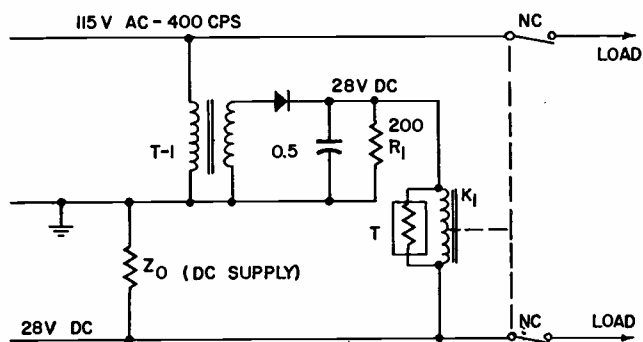 115V AC-400 CPS
NC
LOAD
28V DC
T-1
0.5
200
R1
K1
T
Z0 (DC SUPPLY)
28V DC
NC
LOAD